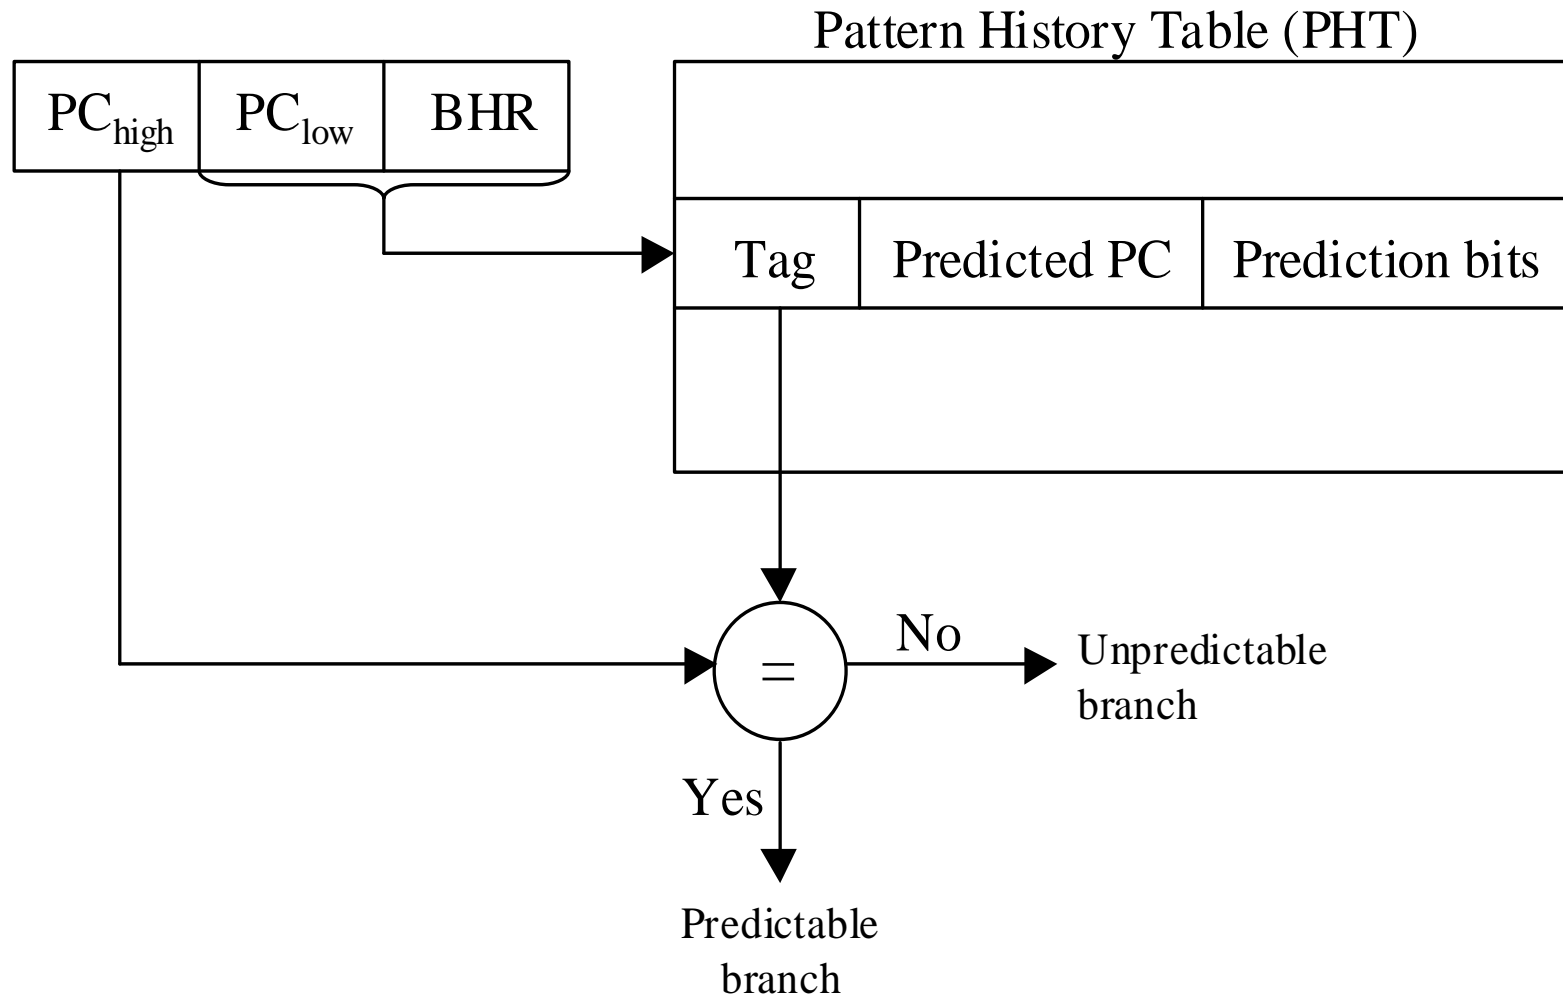 Pattern History Table (PHT)
PChigh PClow BHR
Tag Predicted PC Prediction bits
No
=
Unpredictable
branch
Yes
Predictable
branch